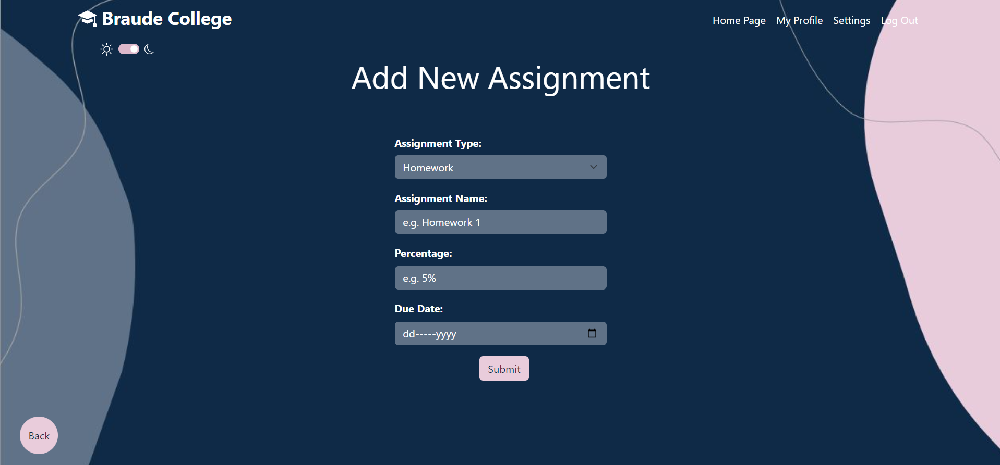 Braude College
Home Page My Profile Settings Log Out
Add New Assignment
Assignment Type:
Homework
Assignment Name:
e.g. Homework 1
Percentage:
e.g. 5%
Due Date:
dd-----yyyy
Submit
Back